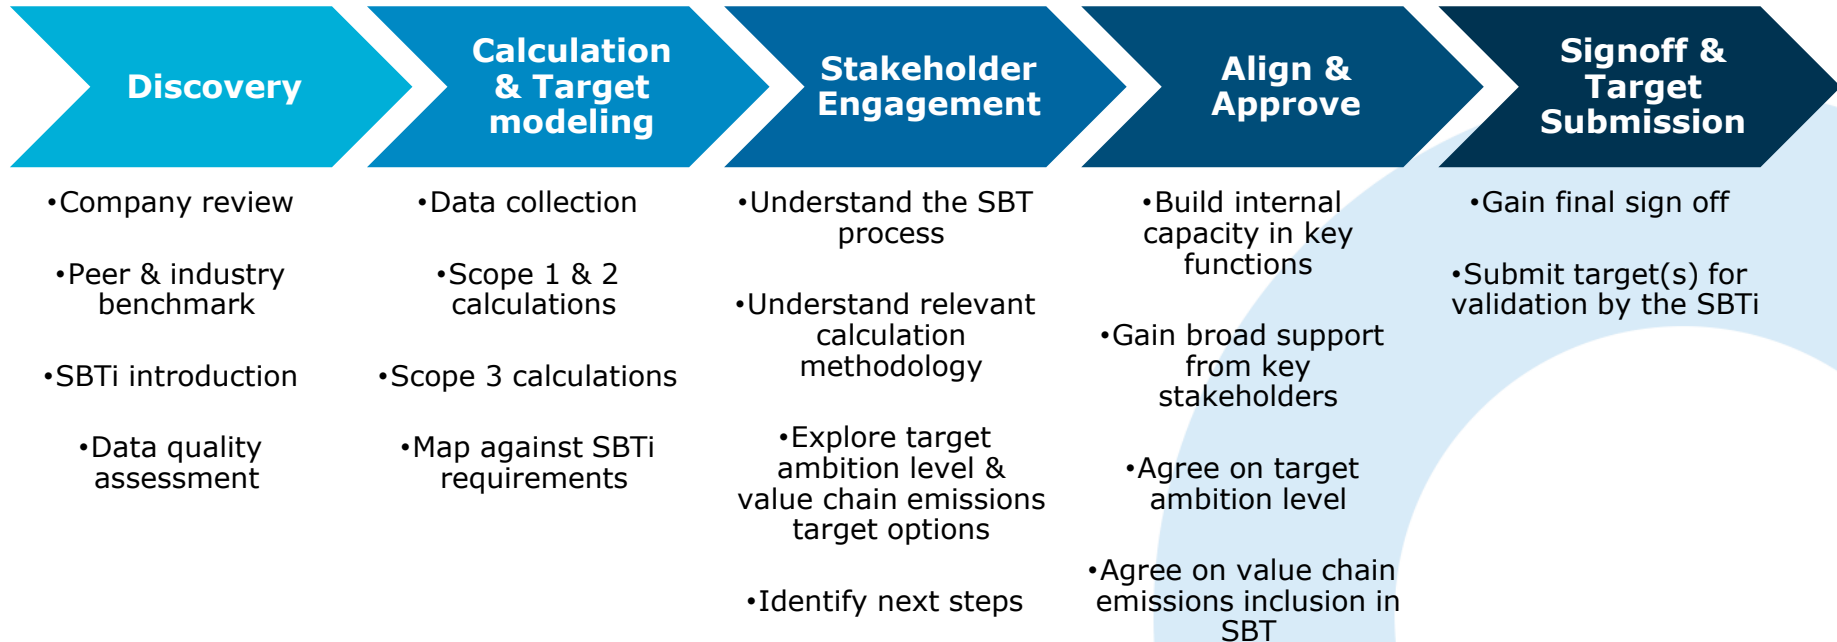 Discovery
Calculation
& Target
modeling
Stakeholder
Engagement
Align &
Approve
Signoff &
Target
Submission
•Company review
•Peer & industry
benchmark
•SBTi introduction
•Data quality
assessment
•Data collection
•Scope 1 & 2
calculations
•Scope 3 calculations
•Map against SBTi
requirements
•Understand the SBT
process
•Understand relevant
calculation
methodology
•Explore target
ambition level &
value chain emissions
target options
•Identify next steps
•Build internal
capacity in key
functions
•Gain broad support
from key
stakeholders
•Agree on target
ambition level
•Agree on value chain
emissions inclusion in
SBT
•Gain final sign off
•Submit target(s) for
validation by the SBTi